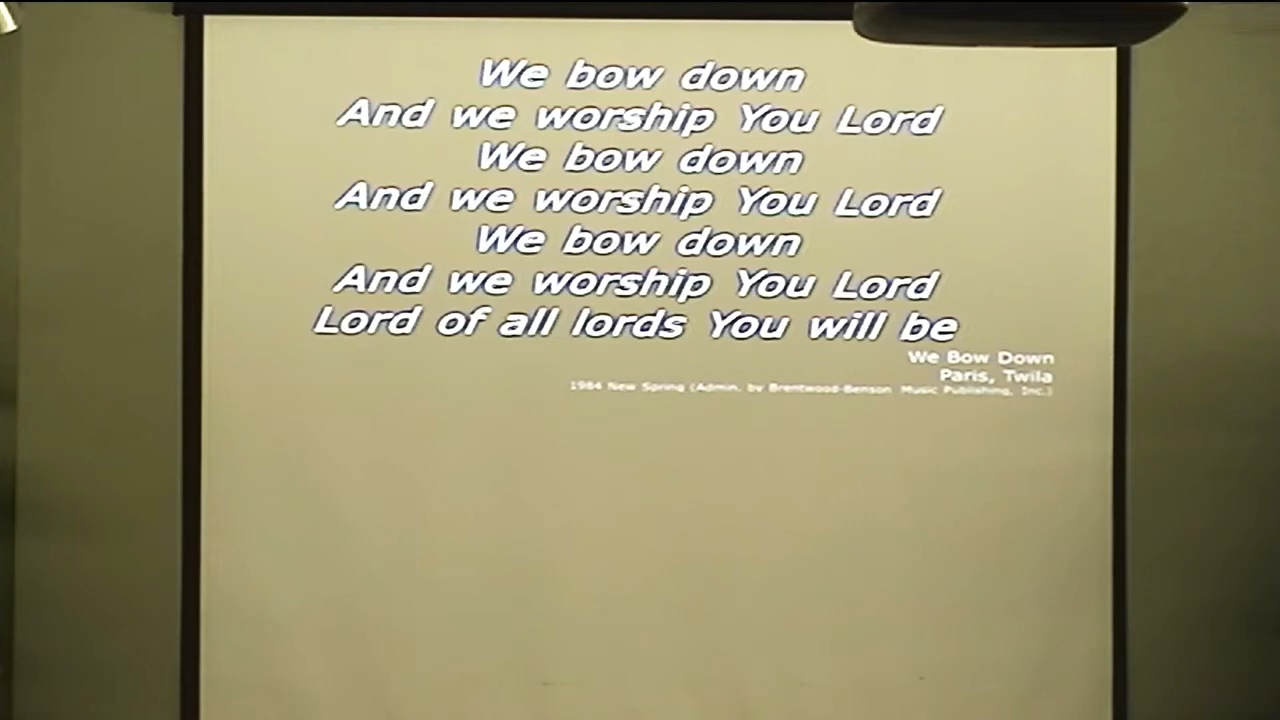 We bow down
And we worship You Lord
We bow down
And we worship You Lord
We bow down
And we worship You Lord
Lord of all lords You will be
We Bow Down
Paris, Twila
1984 New Spring (Admin. by Brentwood-Benson Music Publishing, Inc.)